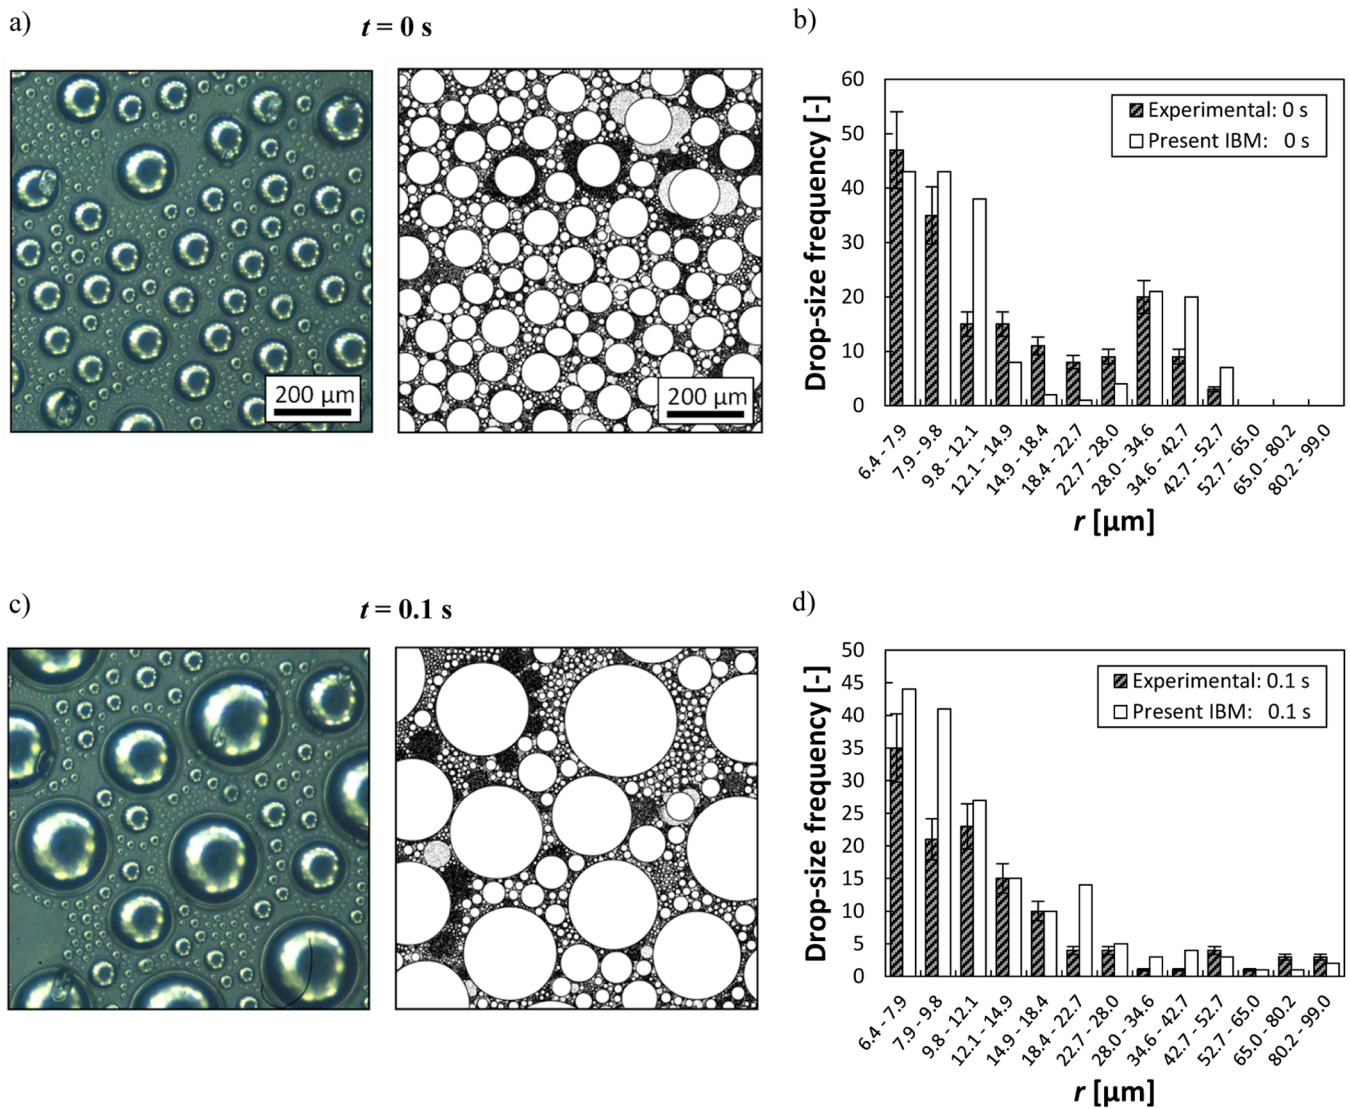 a)
t = 0 s
200 µm
200 µm
b)
Drop-size frequency [-]
60
50
40
30
20
10
0
Experimental: 0 s
Present IBM: 0 s
6.4 - 7.9
7.9 - 9.8
9.8 - 12.1
12.1 - 14.9
14.9 - 18.4
18.4 - 22.7
22.7 - 28.0
28.0 - 34.6
34.6 - 42.7
42.7 - 52.7
52.7 - 65.0
65.0 - 80.2
80.2 - 99.0
r [µm]
c)
t = 0.1 s
d)
Drop-size frequency [-]
50
45
40
35
30
25
20
15
10
5
0
Experimental: 0.1 s
Present IBM: 0.1 s
6.4 - 7.9
7.9 - 9.8
9.8 - 12.1
12.1 - 14.9
14.9 - 18.4
18.4 - 22.7
22.7 - 28.0
28.0 - 34.6
34.6 - 42.7
42.7 - 52.7
52.7 - 65.0
65.0 - 80.2
80.2 - 99.0
r [µm]